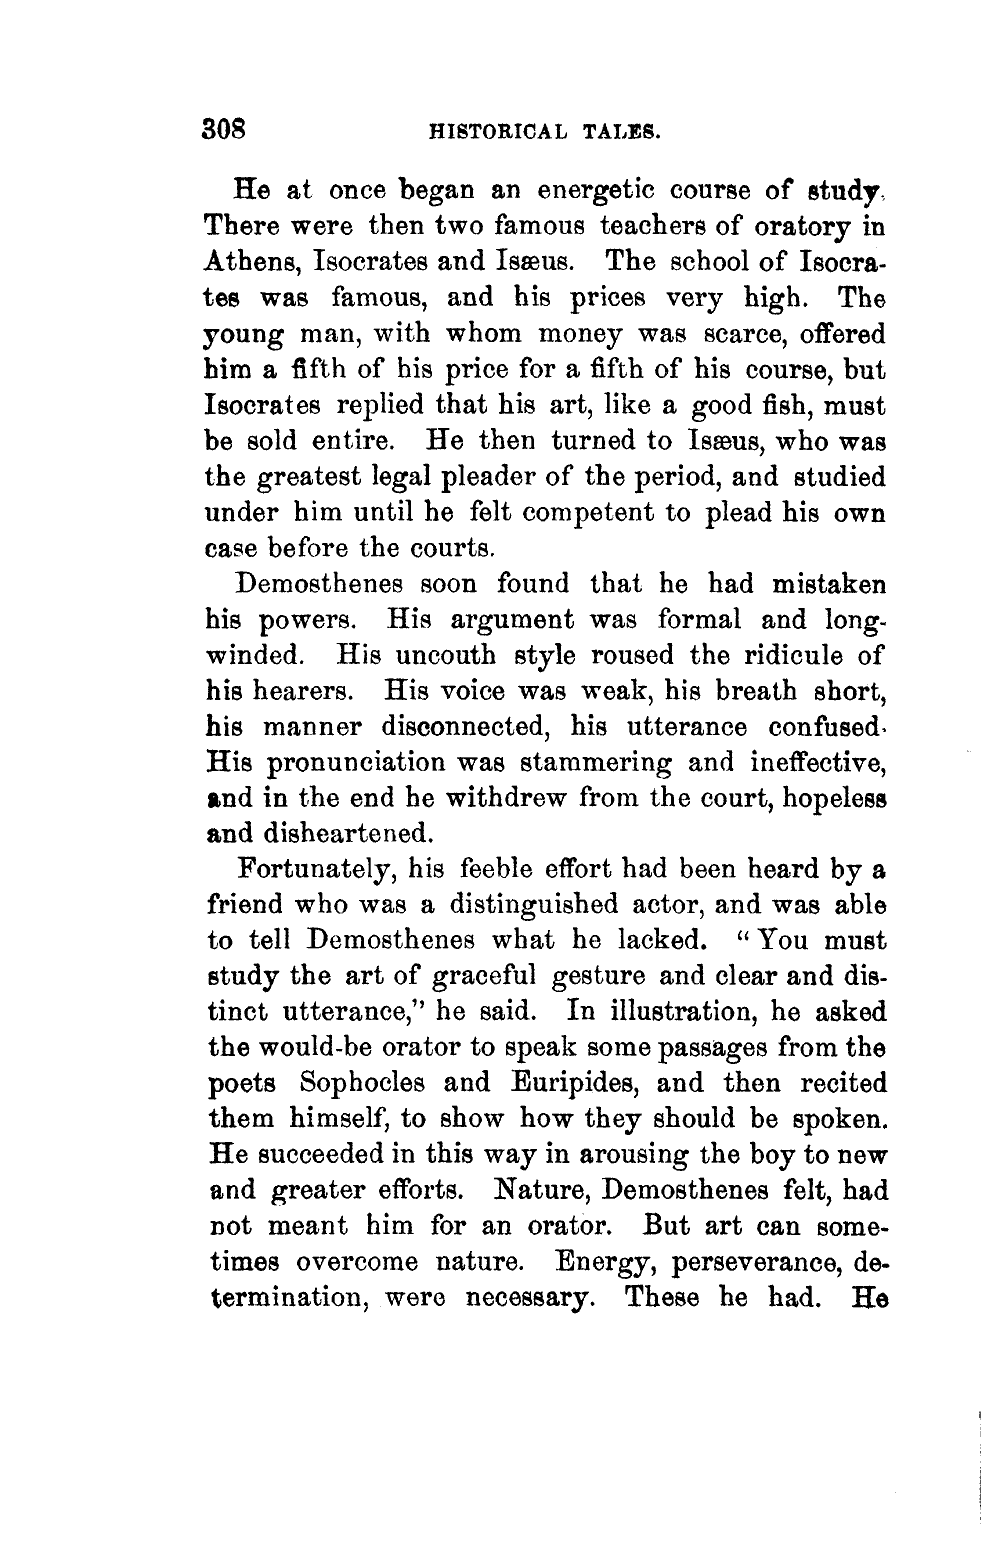 308 HISTORICAL TALES.
He at once began an energetic course of study.
There were then two famous teachers of oratory in
Athens, Isocrates and Isæus. The school of Isocra-
tes was famous, and his prices very high. The
young man, with whom money was scarce, offered
him a fifth of his price for a fifth of his course, but
Isocrates replied that his art, like a good fish, must
be sold entire. He then turned to Isæus, who was
the greatest legal pleader of the period, and studied
under him until he felt competent to plead his own
case before the courts.
Demosthenes soon found that he had mistaken
his powers. His argument was formal and long-
winded. His uncouth style roused the ridicule of
his hearers. His voice was weak, his breath short,
his manner disconnected, his utterance confused.
His pronunciation was stammering and ineffective,
and in the end he withdrew from the court, hopeless
and disheartened.
Fortunately, his feeble effort had been heard by a
friend who was a distinguished actor, and was able
to tell Demosthenes what he lacked. “You must
study the art of graceful gesture and clear and dis-
tinct utterance,” he said. In illustration, he asked
the would-be orator to speak some passages from the
poets Sophocles and Euripides, and then recited
them himself, to show how they should be spoken.
He succeeded in this way in arousing the boy to new
and greater efforts. Nature, Demosthenes felt, had
not meant him for an orator. But art can some-
times overcome nature. Energy, perseverance, de-
termination, were necessary. These he had. He